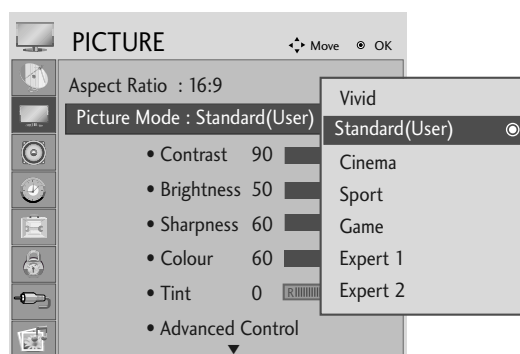 PICTURE
Move OK
Aspect Ratio : 16:9
Picture Mode : Standard(User)
• Contrast 90
• Brightness 50
• Sharpness 60
• Colour 60
• Tint 0 R
• Advanced Control
Vivid
Standard(User)
Cinema
Sport
Game
Expert 1
Expert 2